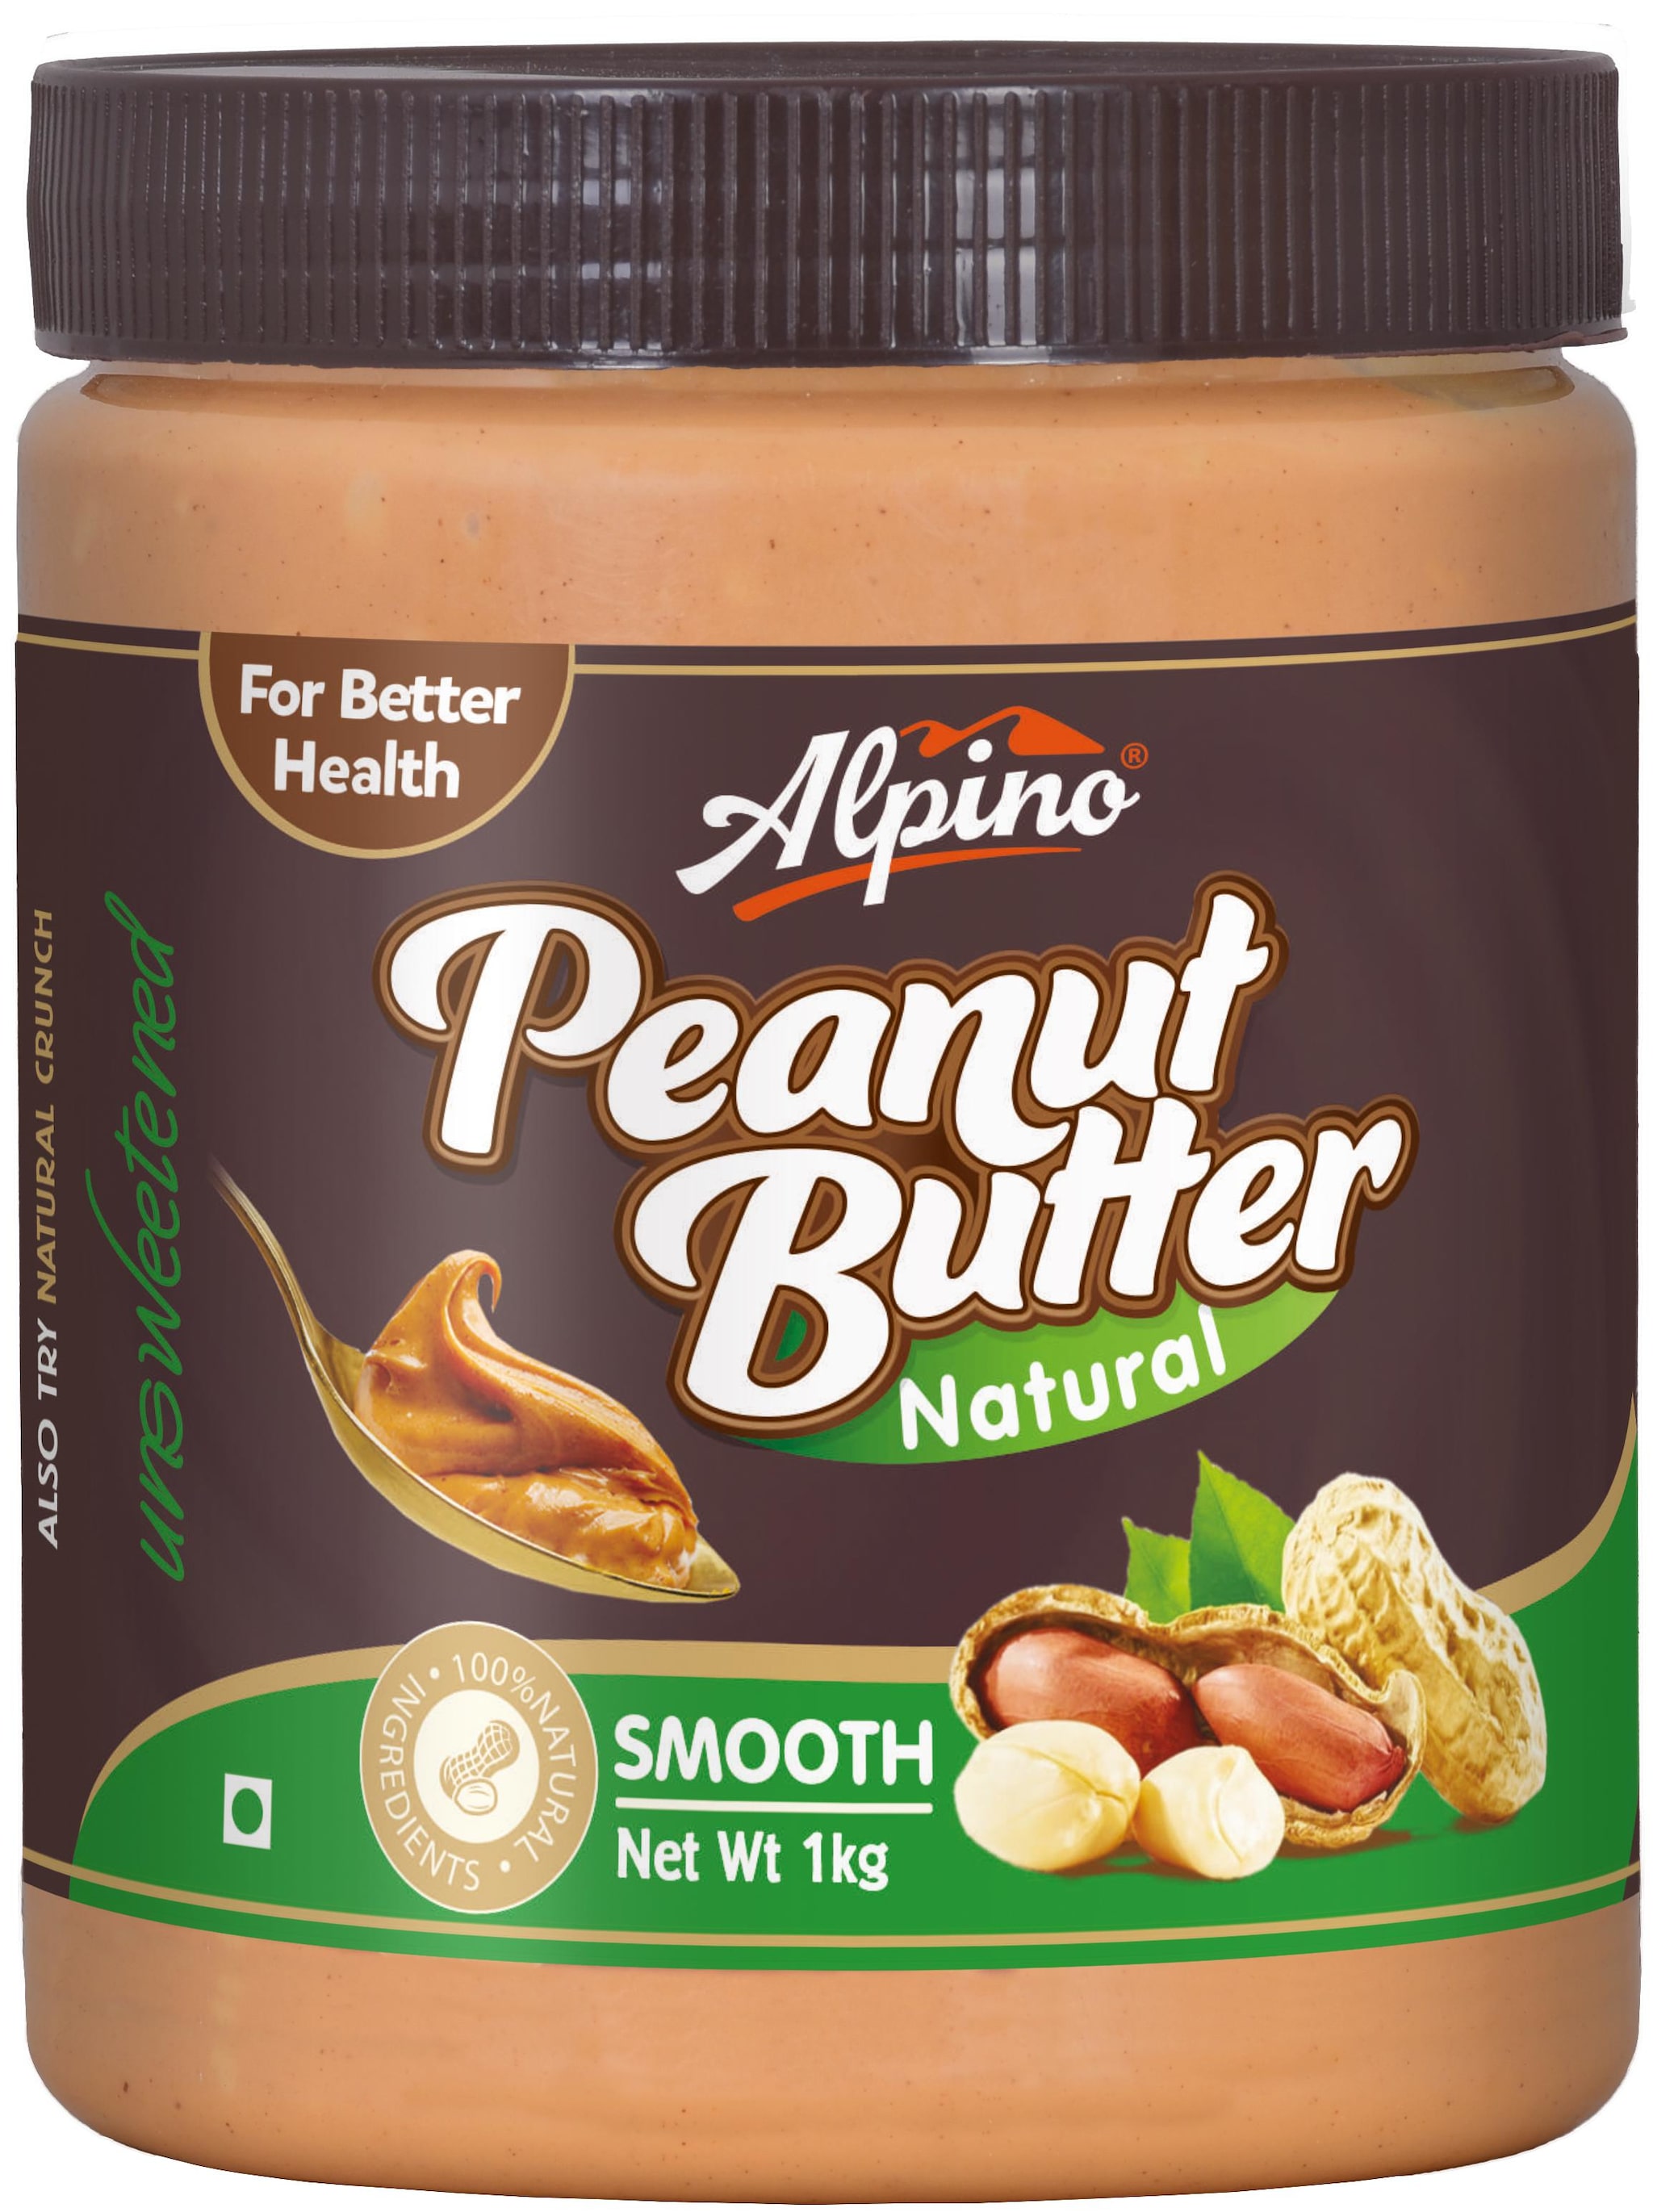 For Better
Health
Alpino®
Peanut
Butter
Natural
unsweetened
ALSO TRY NATURAL CRUNCH
• 100% NATURAL • INGREDIENTS
SMOOTH
Net Wt 1kg